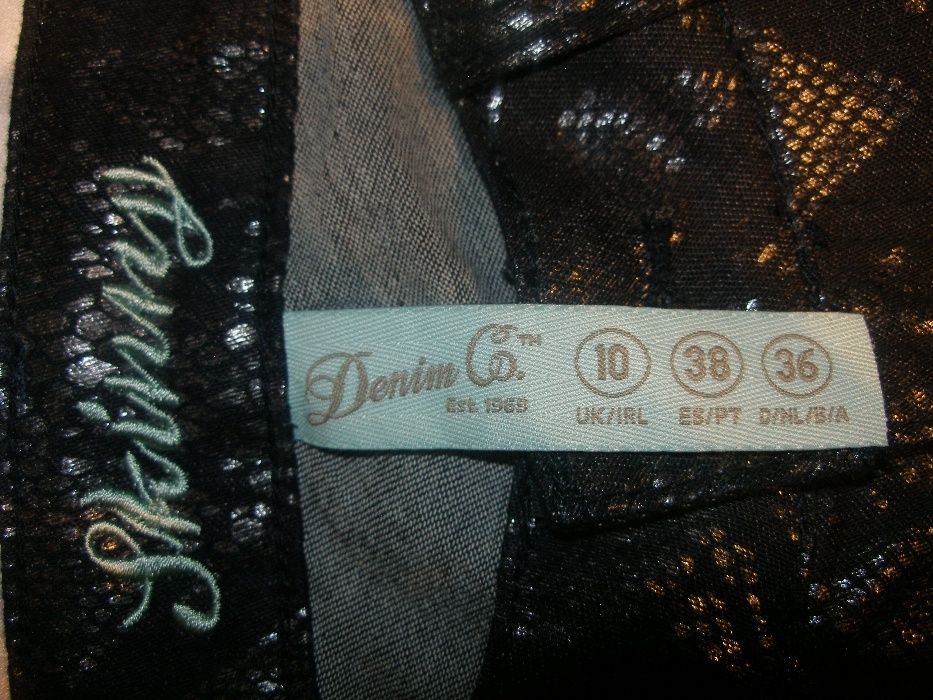 Skinny
Denim Co.™
Est. 1969
10 38 36
UK/IRL ES/PT D/NL/B/A